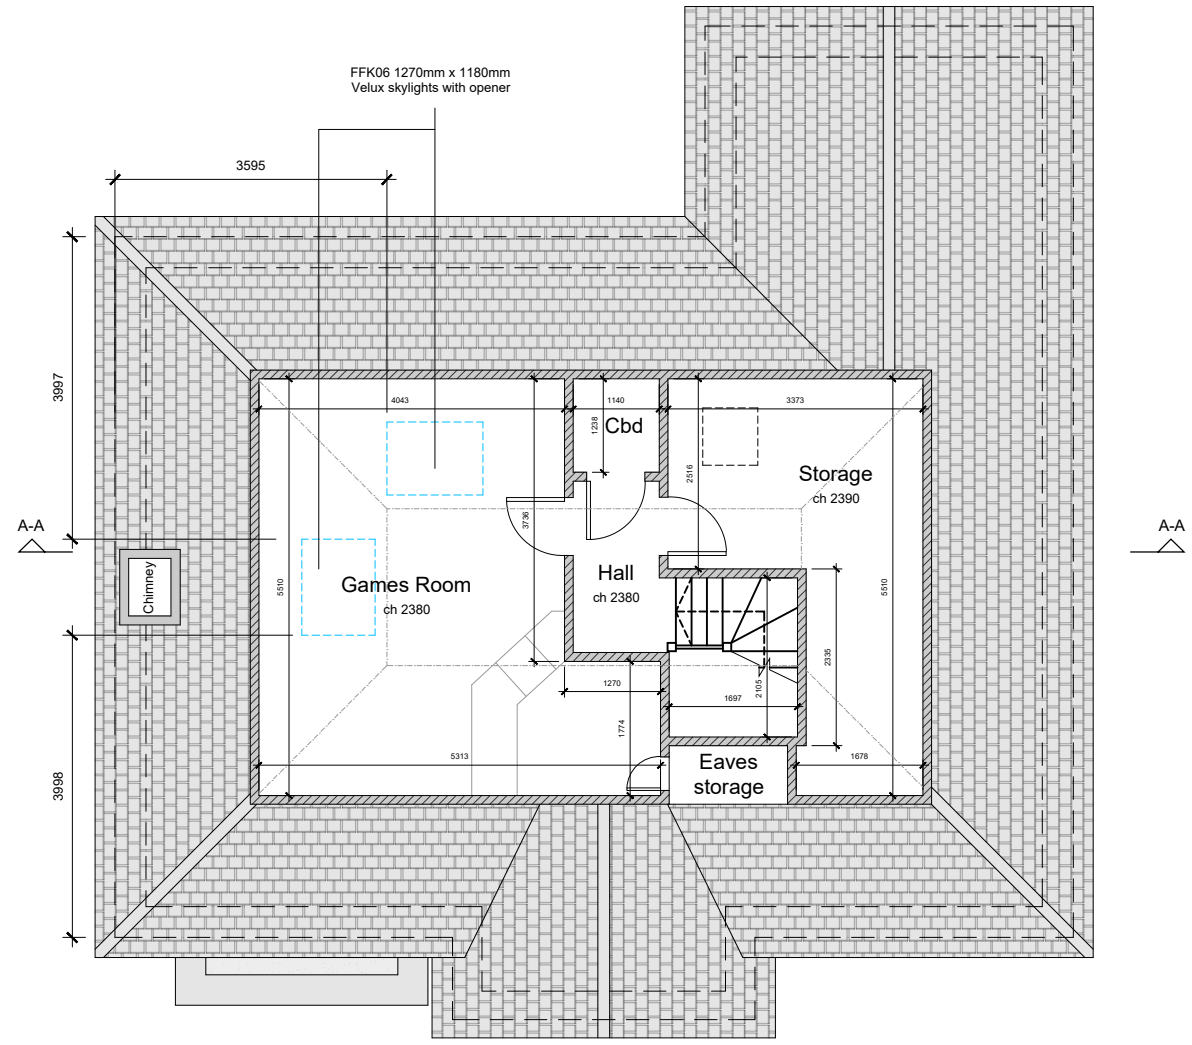 FFK06 1270mm x 1180mm
Velux skylights with opener
3595
3997
4043
1140
3373
1238
Cbd
2516
Storage
ch 2390
3736
A-A
A-A
Chimney
5510
Games Room
ch 2380
Hall
ch 2380
5510
2335
1270
2105
1697
1774
3998
5313
Eaves
storage
1678